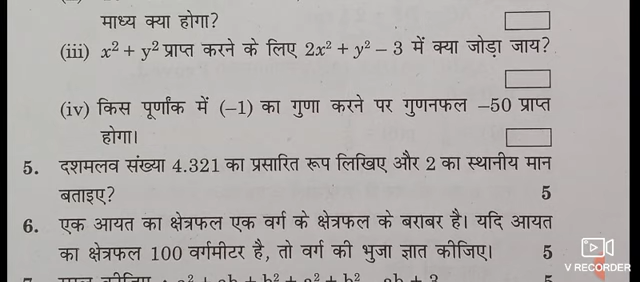 माध्य क्या होगा?
(iii) x² + y² प्राप्त करने के लिए 2x² + y² – 3 में क्या जोड़ा जाय?
(iv) किस पूर्णांक में (–1) का गुणा करने पर गुणनफल –50 प्राप्त
होगा।
5. दशमलव संख्या 4.321 का प्रसारित रूप लिखिए और 2 का स्थानीय मान
बताइए? 5
6. एक आयत का क्षेत्रफल एक वर्ग के क्षेत्रफल के बराबर है। यदि आयत
का क्षेत्रफल 100 वर्गमीटर है, तो वर्ग की भुजा ज्ञात कीजिए। 5
V RECORDER